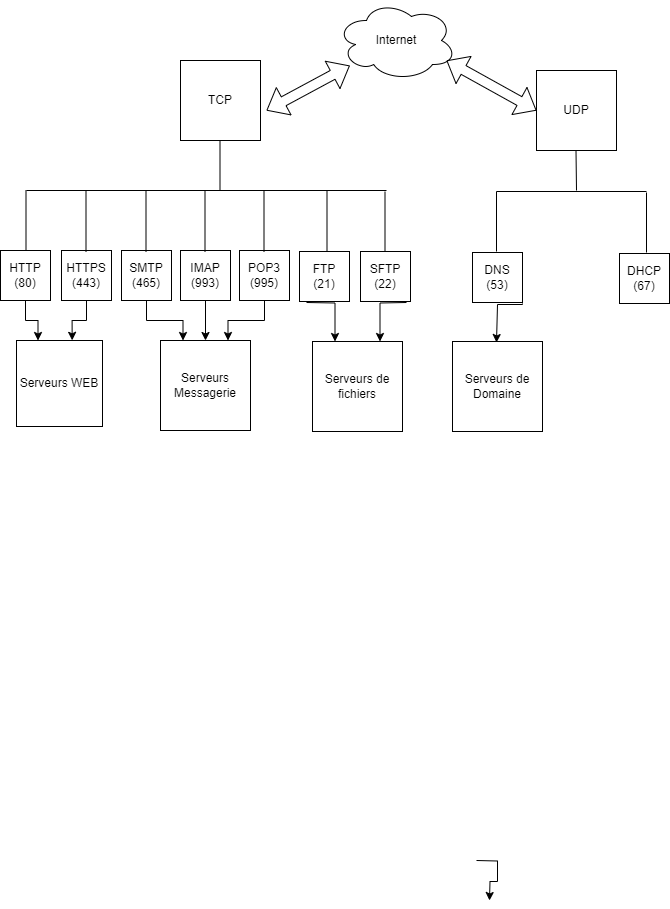 Internet
TCP
UDP
HTTP
(80)
HTTPS
(443)
SMTP
(465)
IMAP
(993)
POP3
(995)
FTP
(21)
SFTP
(22)
DNS
(53)
DHCP
(67)
Serveurs WEB
Serveurs
Messagerie
Serveurs de
fichiers
Serveurs de
Domaine